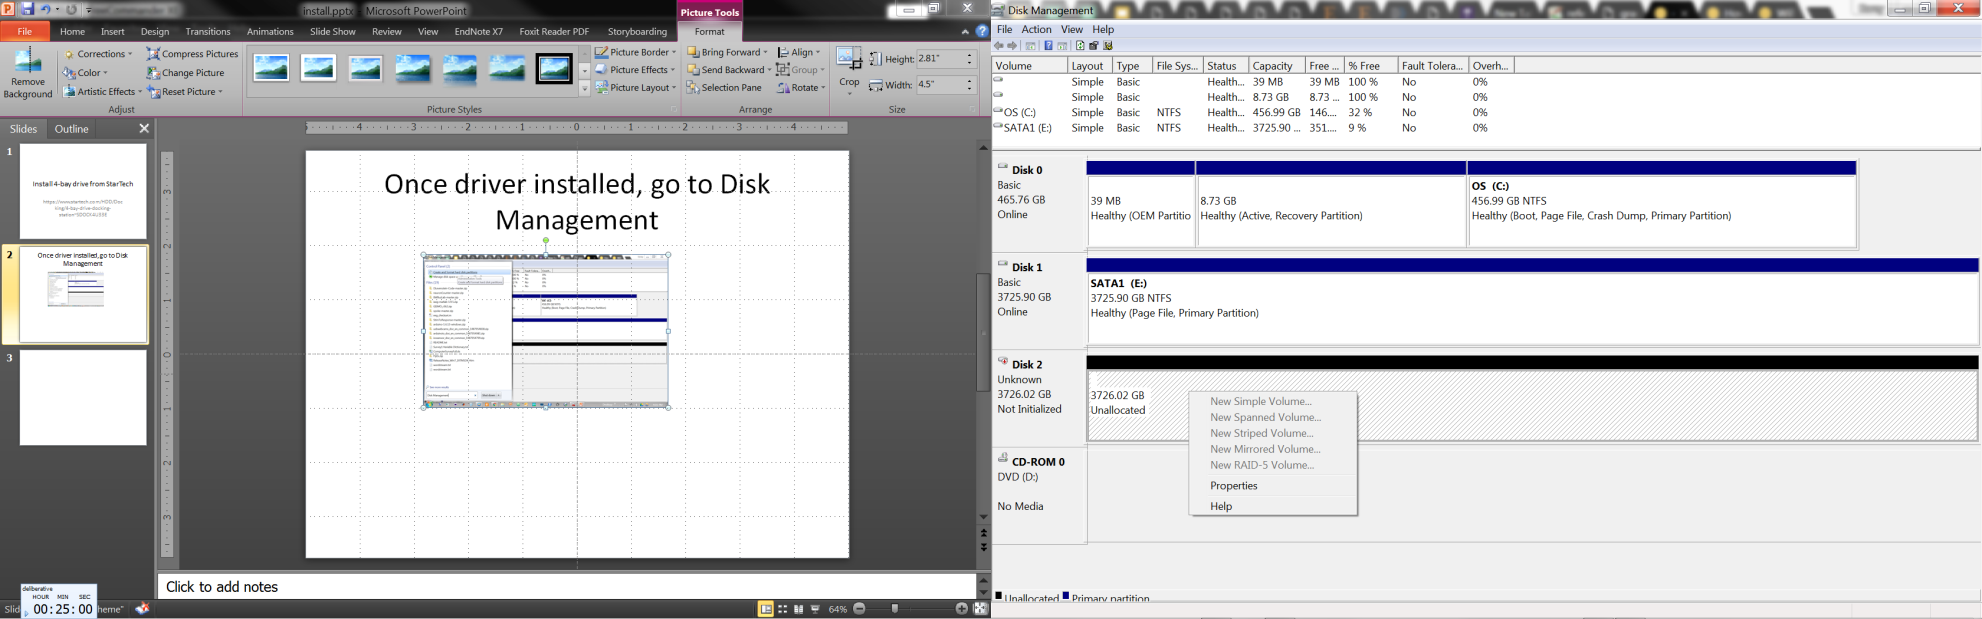 install.pptx - Microsoft PowerPoint
Picture Tools
File Home Insert Design Transitions Animations Slide Show Review View EndNote X7 Foxit Reader PDF Storyboarding Format
Remove Background
Corrections
Color
Artistic Effects
Compress Pictures
Change Picture
Reset Picture
Adjust
Picture Styles
Picture Border
Picture Effects
Picture Layout
Bring Forward
Send Backward
Selection Pane
Align
Group
Rotate
Arrange
Crop
Height: 2.81"
Width: 4.5"
Size
Slides Outline
1
Install 4-bay drive from StarTech
2
Once driver installed, go to Disk
Management
3
Once driver installed, go to Disk
Management
Click to add notes
deliberative
HOUR MIN SEC
00:25:00
heme"
64%
Disk Management
File Action View Help
Volume Layout Type File Sys... Status Capacity Free ... % Free Fault Tolera... Overh...
Simple Basic Health... 39 MB 39 MB 100 % No 0%
Simple Basic Health... 8.73 GB 8.73 ... 100 % No 0%
OS (C:) Simple Basic NTFS Health... 456.99 GB 146.... 32 % No 0%
SATA1 (E:) Simple Basic NTFS Health... 3725.90 ... 351.... 9 % No 0%
Disk 0
Basic
465.76 GB
Online
39 MB
Healthy (OEM Partitio
8.73 GB
Healthy (Active, Recovery Partition)
OS (C:)
456.99 GB NTFS
Healthy (Boot, Page File, Crash Dump, Primary Partition)
Disk 1
Basic
3725.90 GB
Online
SATA1 (E:)
3725.90 GB NTFS
Healthy (Page File, Primary Partition)
Disk 2
Unknown
3726.02 GB
Not Initialized
3726.02 GB
Unallocated
New Simple Volume...
New Spanned Volume...
New Striped Volume...
New Mirrored Volume...
New RAID-5 Volume...
Properties
Help
CD-ROM 0
DVD (D:)
No Media
Unallocated Primary partition